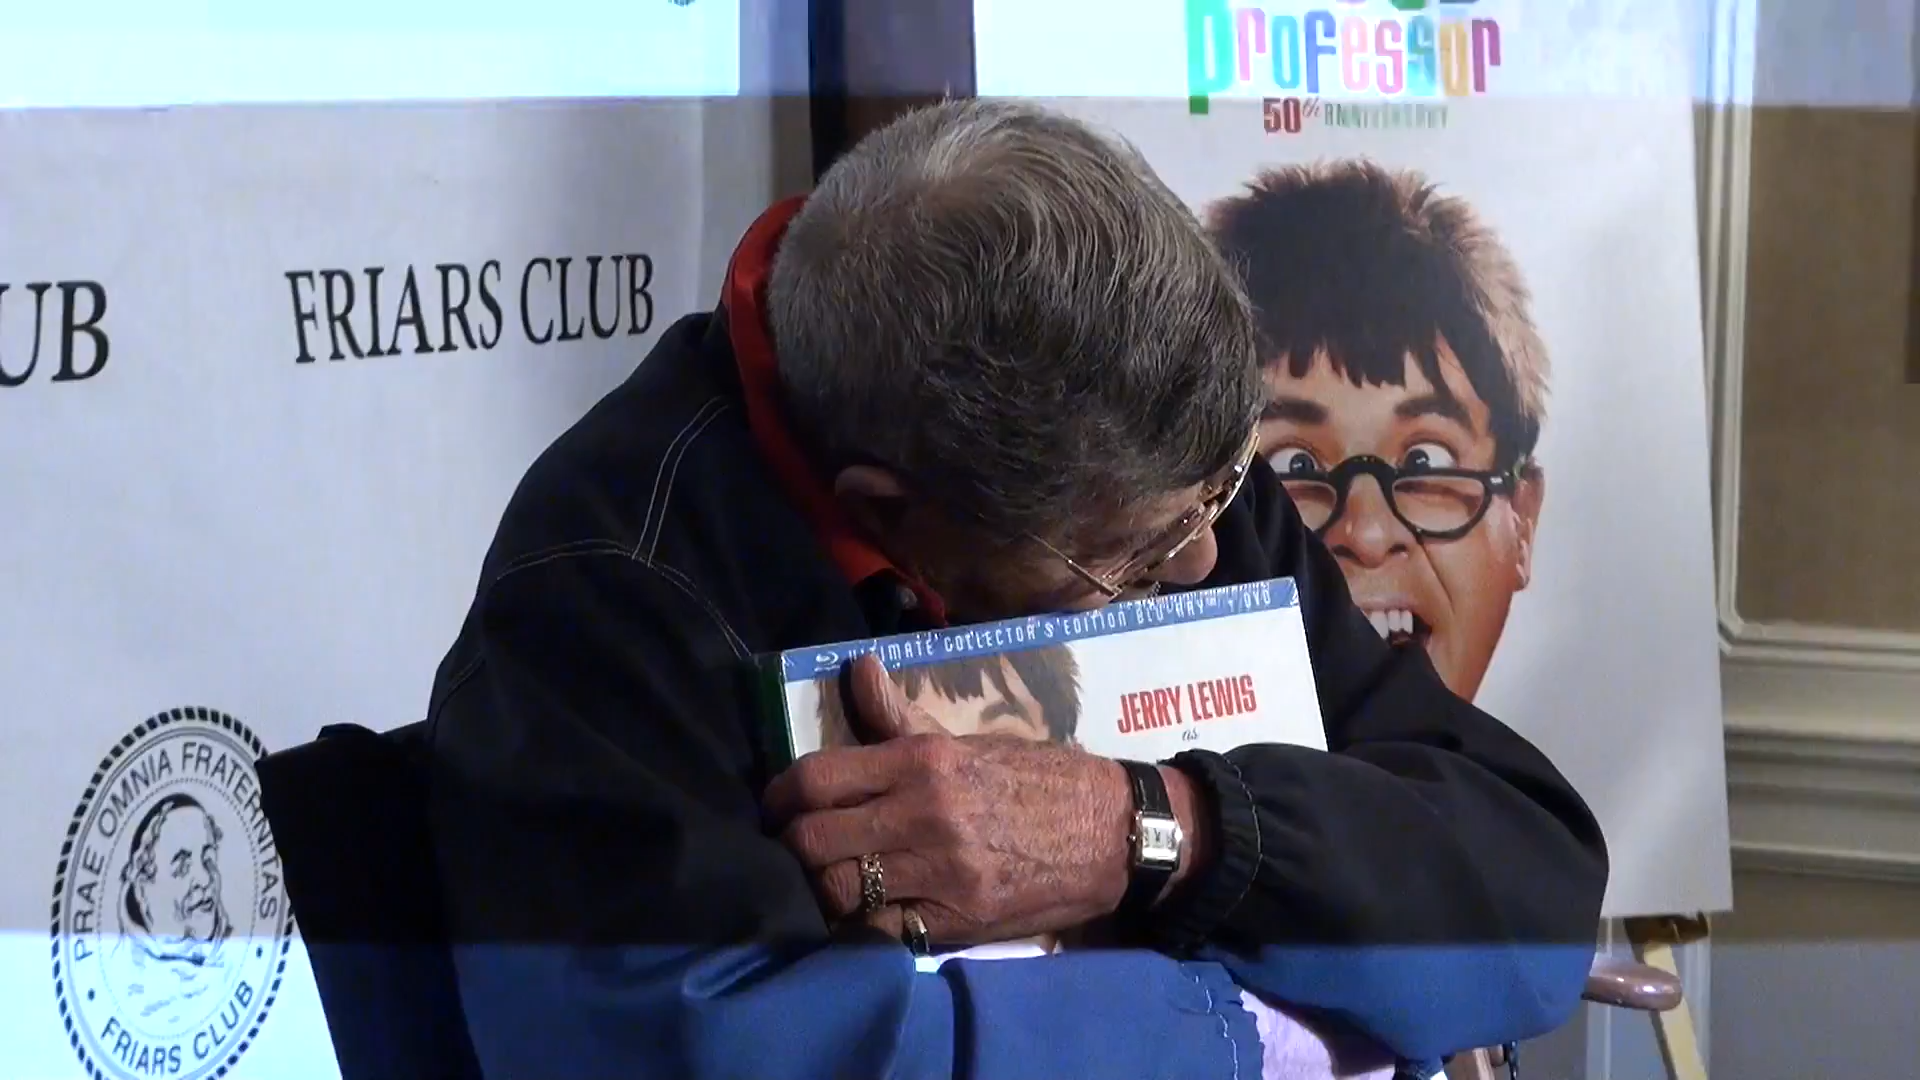 professor
50th ANNIVERSARY
UB
FRIARS CLUB
ULTIMATE COLLECTOR'S EDITION BLU-RAY + DVD
JERRY LEWIS
as
PRAE OMNIA FRATERNITAS
FRIARS CLUB